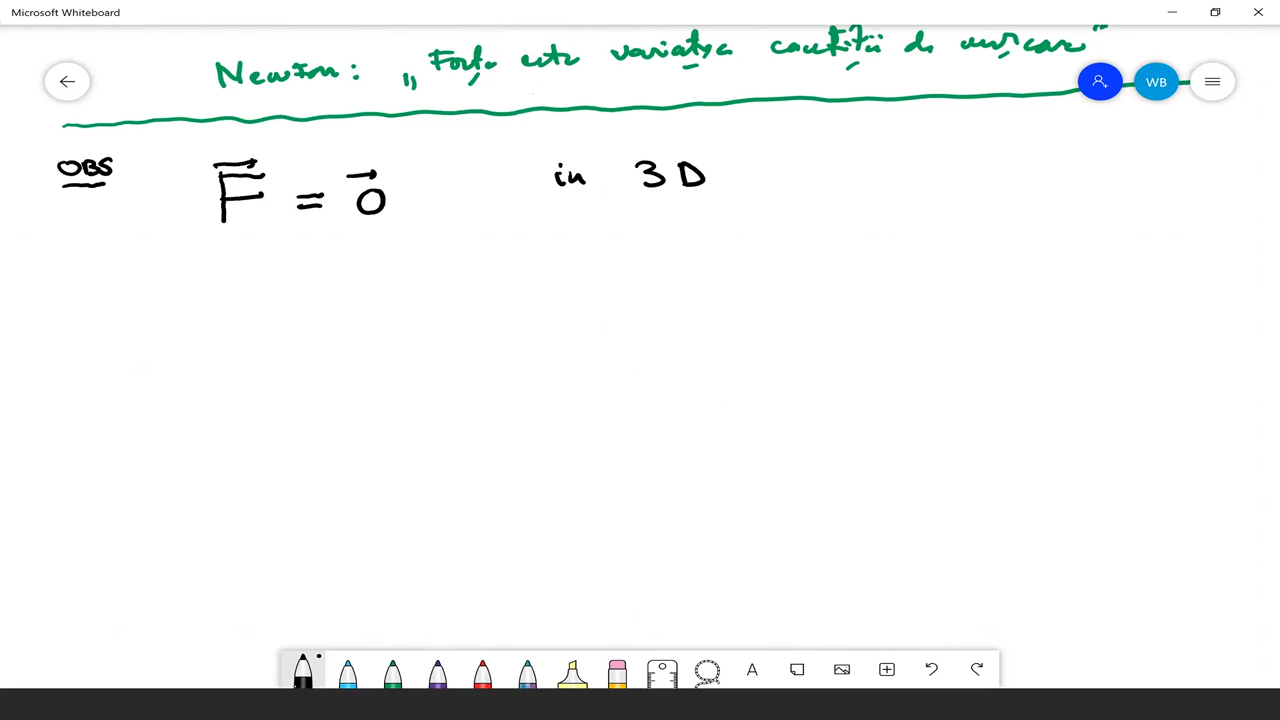 Microsoft Whiteboard
Newton: „Forța este variația cantității de mișcare"
WB
OBS F⃗ = 0⃗ in 3D
A